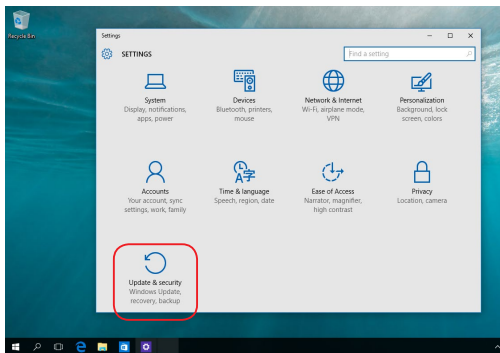 Recycle Bin
Settings
SETTINGS
Find a setting
System
Display, notifications,
apps, power
Devices
Bluetooth, printers,
mouse
Network & Internet
Wi-Fi, airplane mode,
VPN
Personalization
Background, lock
screen, colors
Accounts
Your account, sync
settings, work, family
Time & language
Speech, region, date
Ease of Access
Narrator, magnifier,
high contrast
Privacy
Location, camera
Update & security
Windows Update,
recovery, backup